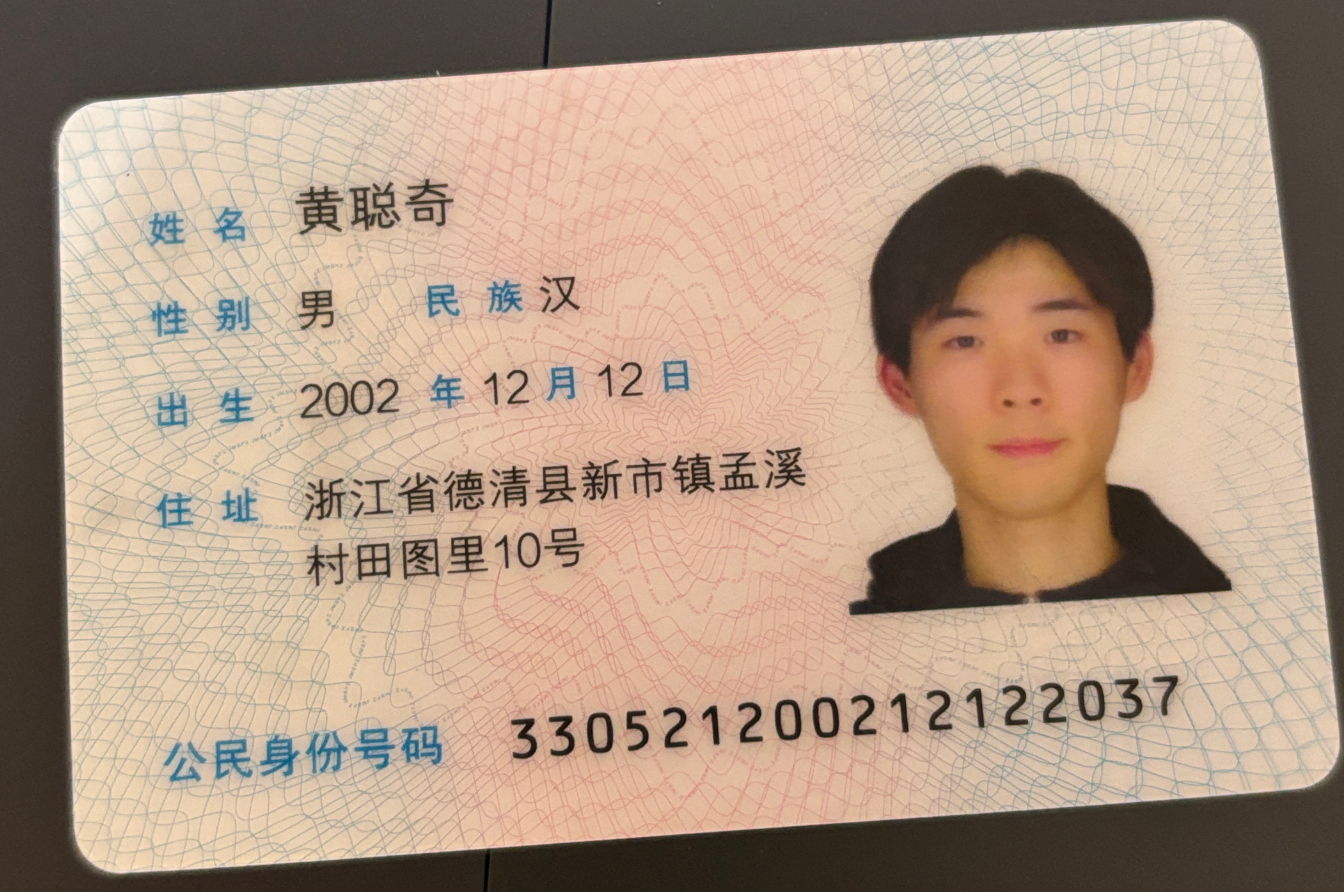 姓名 黄聪奇
性别 男 民族 汉
出生 2002 年 12 月 12 日
住址 浙江省德清县新市镇孟溪
村田图里10号
公民身份号码 330521200212122037